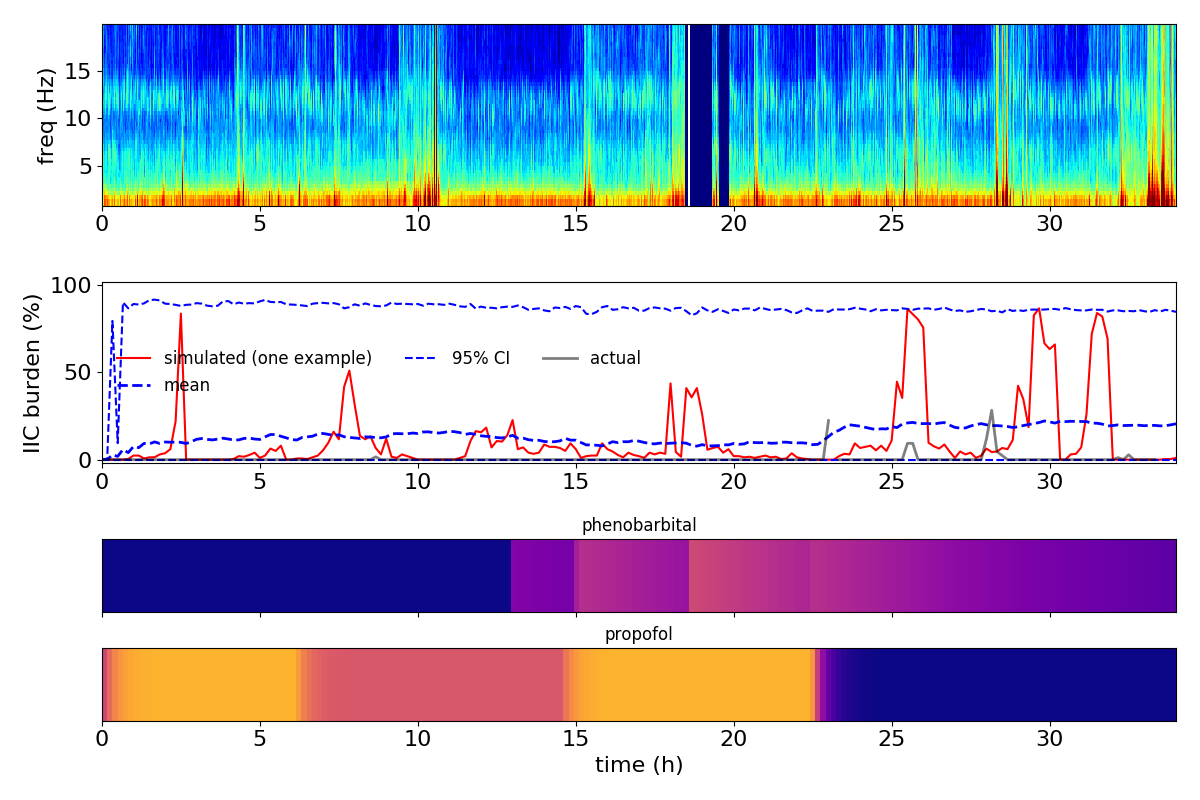 freq (Hz)
15
10
5
0 5 10 15 20 25 30
IIC burden (%)
100
50
0
simulated (one example) 95% CI actual
mean
0 5 10 15 20 25 30
phenobarbital
propofol
0 5 10 15 20 25 30
time (h)